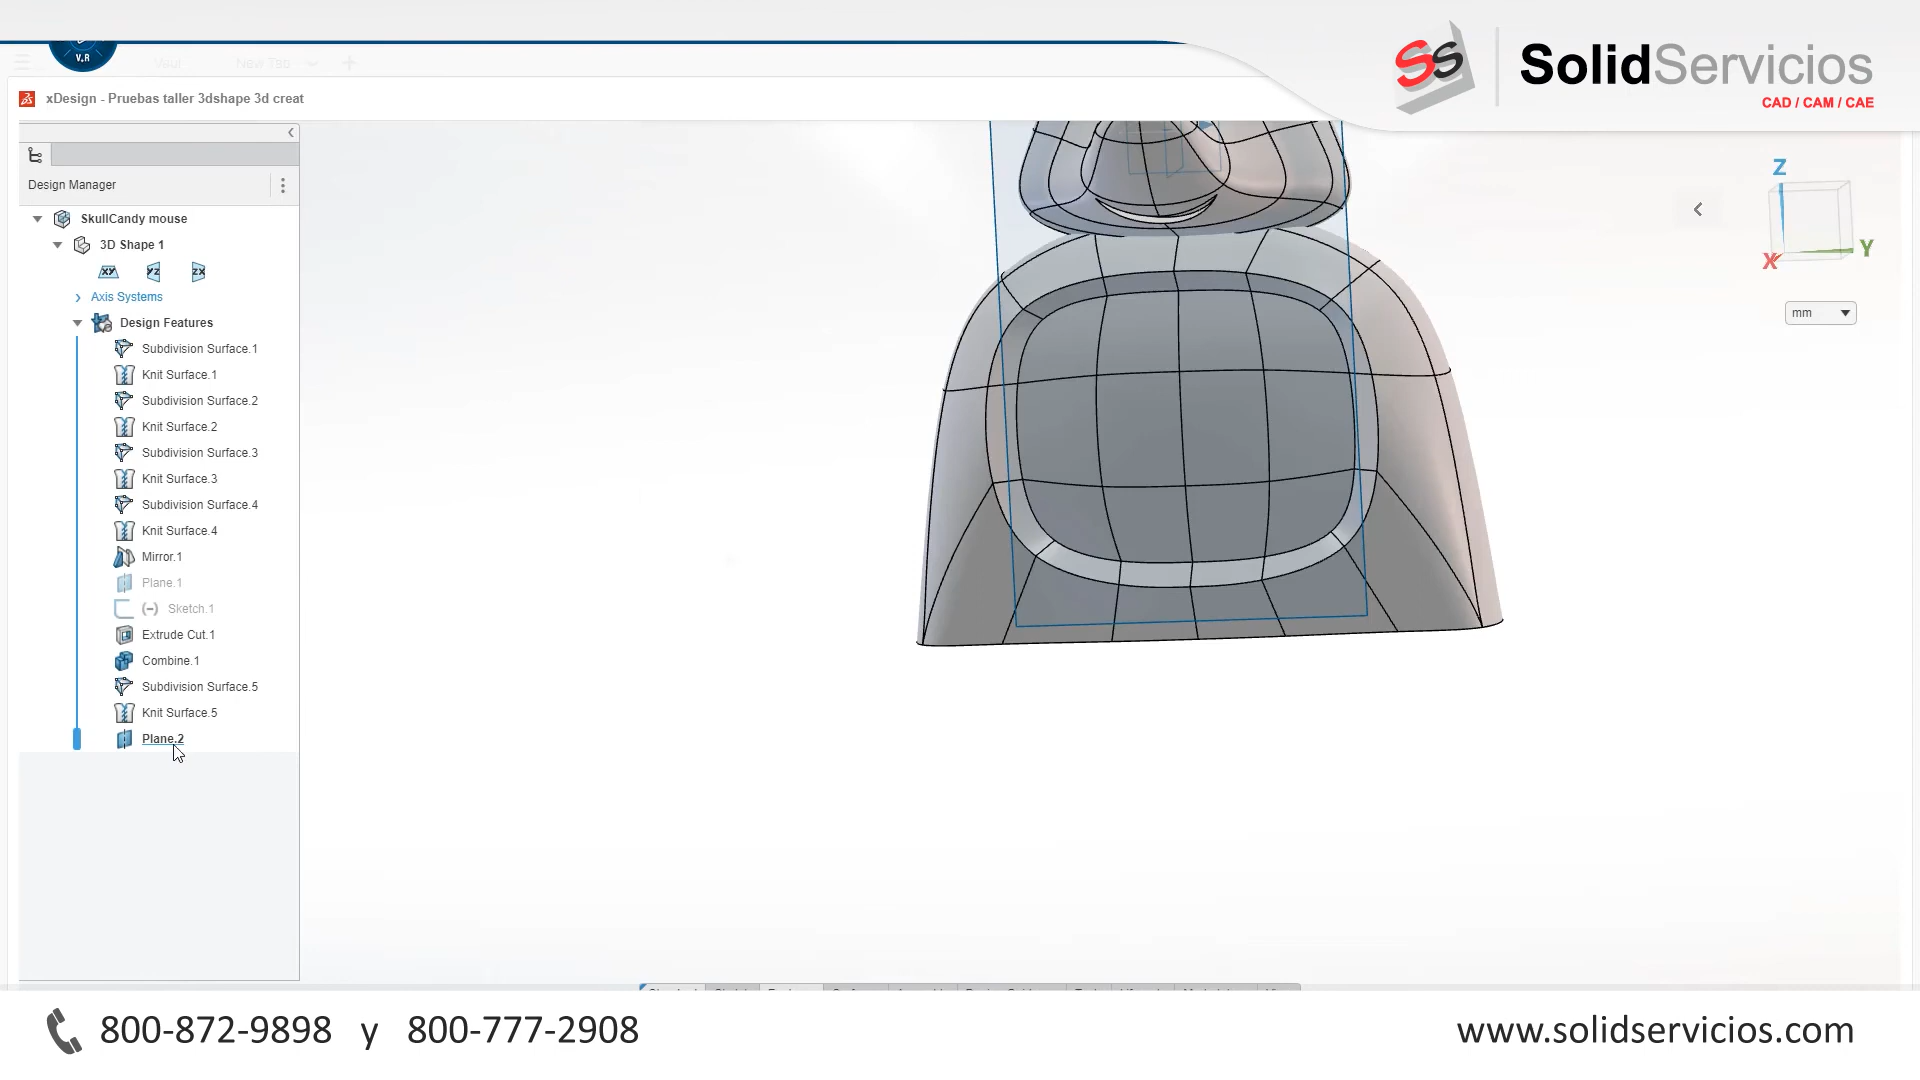 V.R
Vault
New Tab
SS
SolidServicios
CAD / CAM / CAE
xDesign - Pruebas taller 3dshape 3d creat
Design Manager
SkullCandy mouse
3D Shape 1
XY YZ ZX
Axis Systems
Design Features
Subdivision Surface.1
Knit Surface.1
Subdivision Surface.2
Knit Surface.2
Subdivision Surface.3
Knit Surface.3
Subdivision Surface.4
Knit Surface.4
Mirror.1
Plane.1
(-) Sketch.1
Extrude Cut.1
Combine.1
Subdivision Surface.5
Knit Surface.5
Plane.2
Z
Y
X
mm
800-872-9898 y 800-777-2908
www.solidservicios.com